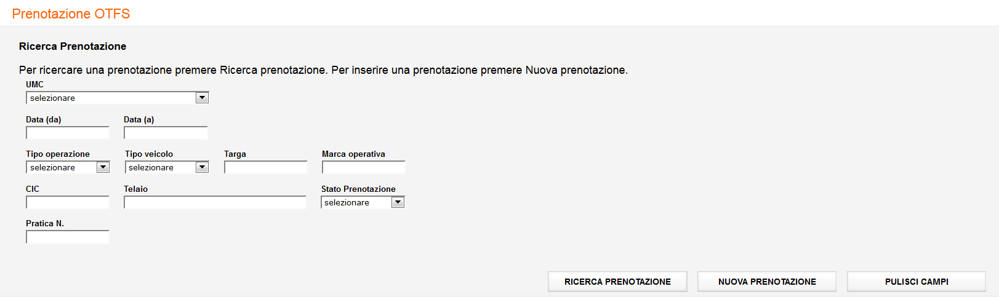 Prenotazione OTFS
Ricerca Prenotazione
Per ricercare una prenotazione premere Ricerca prenotazione. Per inserire una prenotazione premere Nuova prenotazione.
UMC
selezionare
Data (da) Data (a)
Tipo operazione Tipo veicolo Targa Marca operativa
selezionare selezionare
CIC Telaio Stato Prenotazione
selezionare
Pratica N.
RICERCA PRENOTAZIONE NUOVA PRENOTAZIONE PULISCI CAMPI